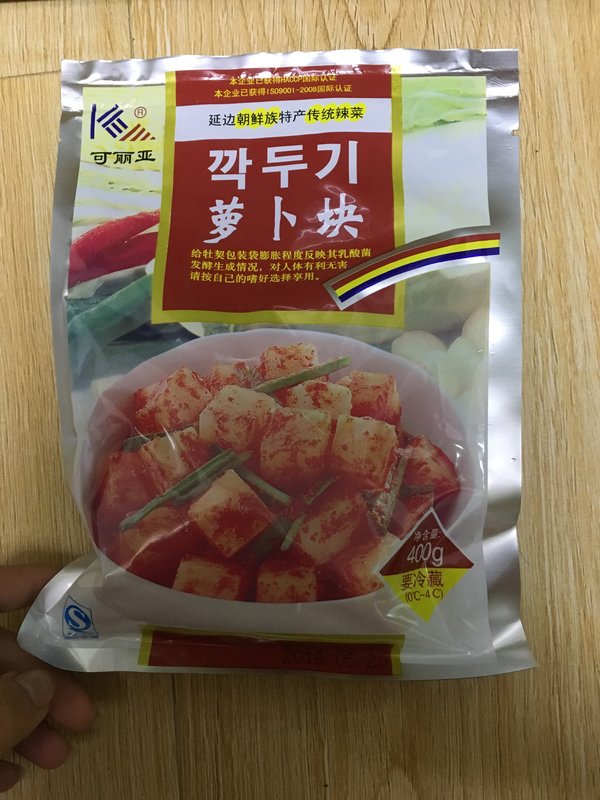 本企业已获得HACCP国际认证
本企业已获得ISO9001-2008国际认证
延边朝鲜族特产传统辣菜
®
可丽亚
깍두기
萝卜块
给牡契包装袋膨胀程度反映其乳酸菌
发酵生成情况，对人体有利无害
请按自己的嗜好选择享用。
净含量:
400g
要冷藏
(0℃-4℃)